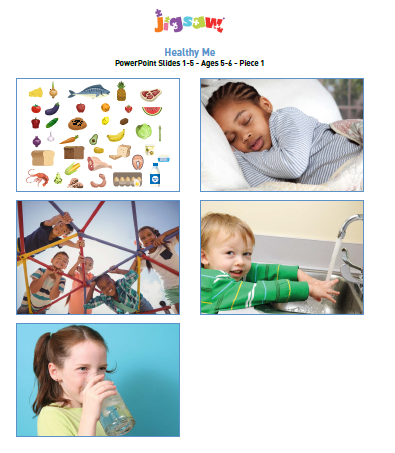 jigsaw
Healthy Me
PowerPoint Slides 1-5 - Ages 5-6 - Piece 1